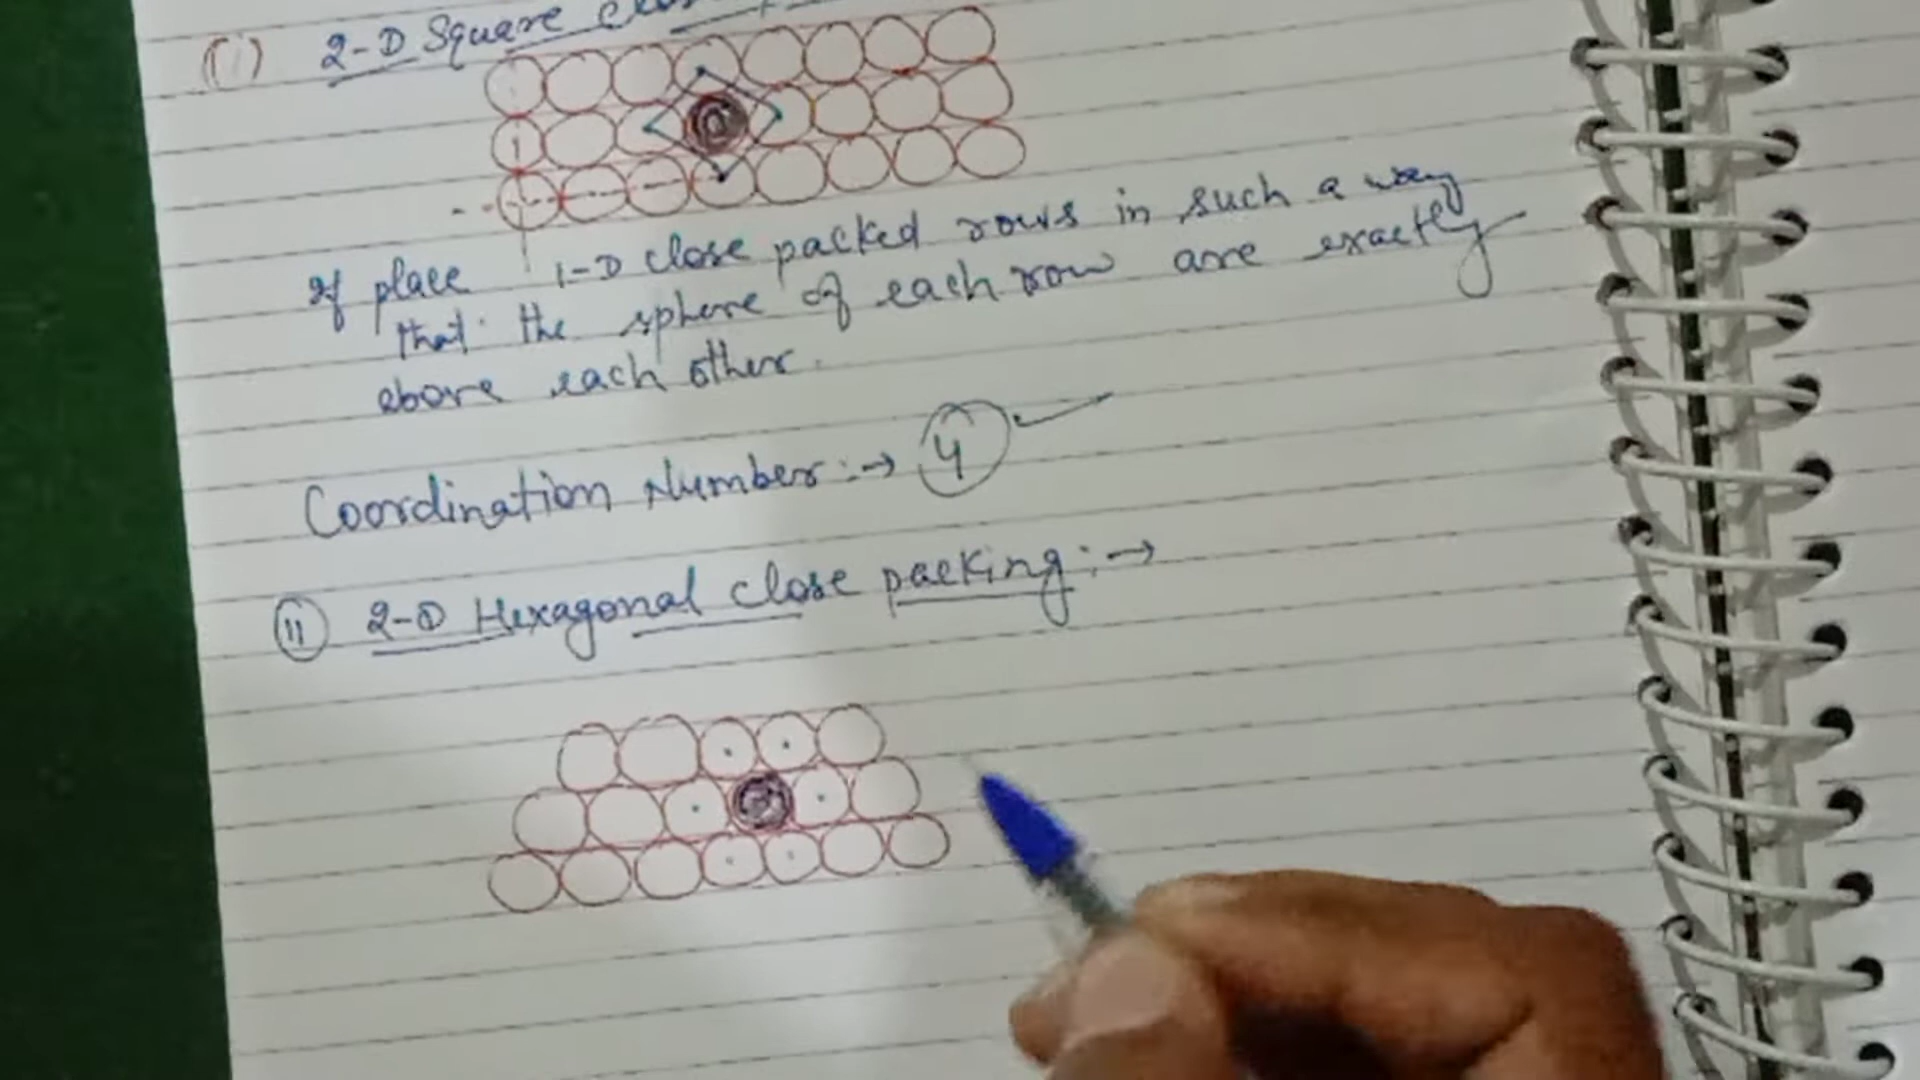 (i) 2-D Square
If place 1-D close packed rows in such a way
that the sphere of each row are exactly
above each other.
Coordination Number :→ 4
(ii) 2-D Hexagonal close packing :→